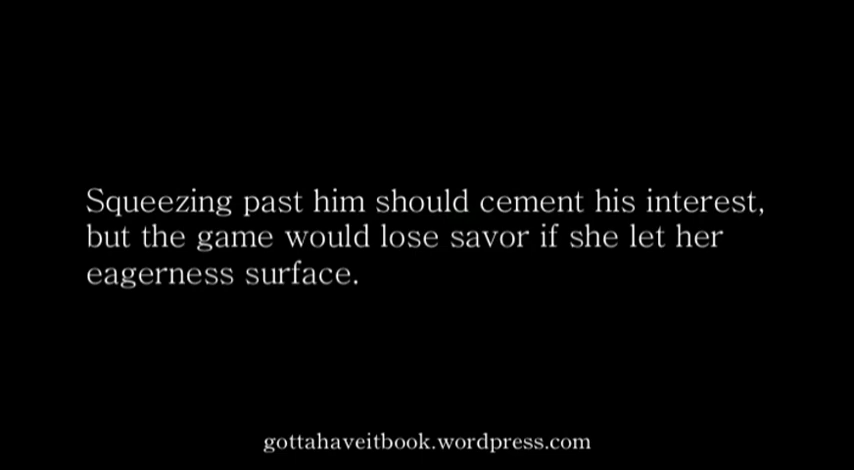 Squeezing past him should cement his interest,
but the game would lose savor if she let her
eagerness surface.
gottahaveitbook.wordpress.com